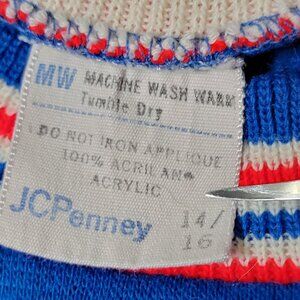 MW MACHINE WASH WARM
Tumble Dry
DO NOT IRON APPLIQUE
100% ACRILAN
ACRYLIC
JCPenney 14/
16